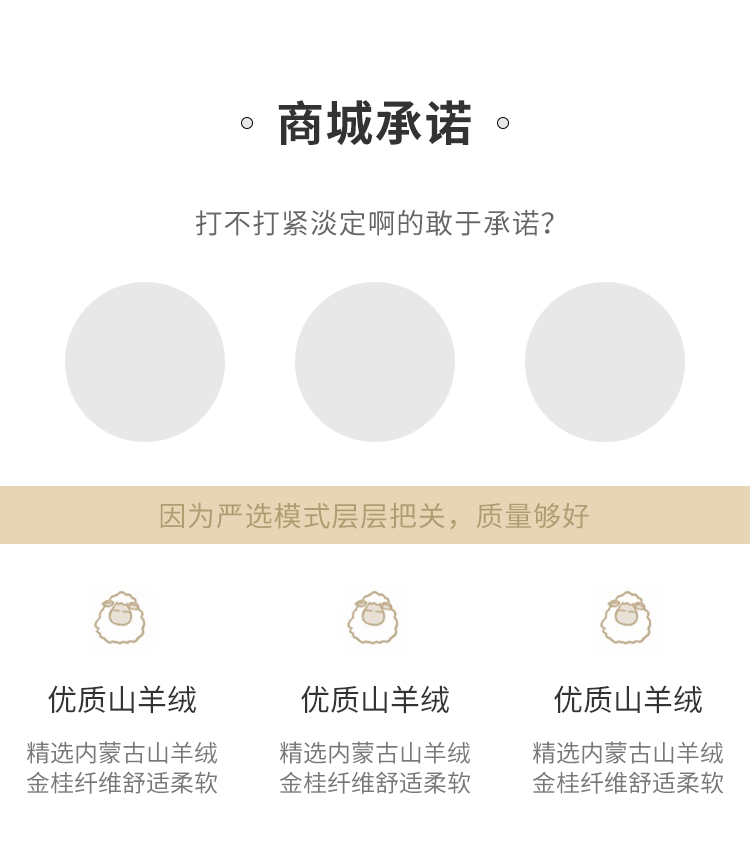 商城承诺
打不打紧淡定啊的敢于承诺？
因为严选模式层层把关，质量够好
优质山羊绒 优质山羊绒 优质山羊绒
精选内蒙古山羊绒 精选内蒙古山羊绒 精选内蒙古山羊绒
金桂纤维舒适柔软 金桂纤维舒适柔软 金桂纤维舒适柔软